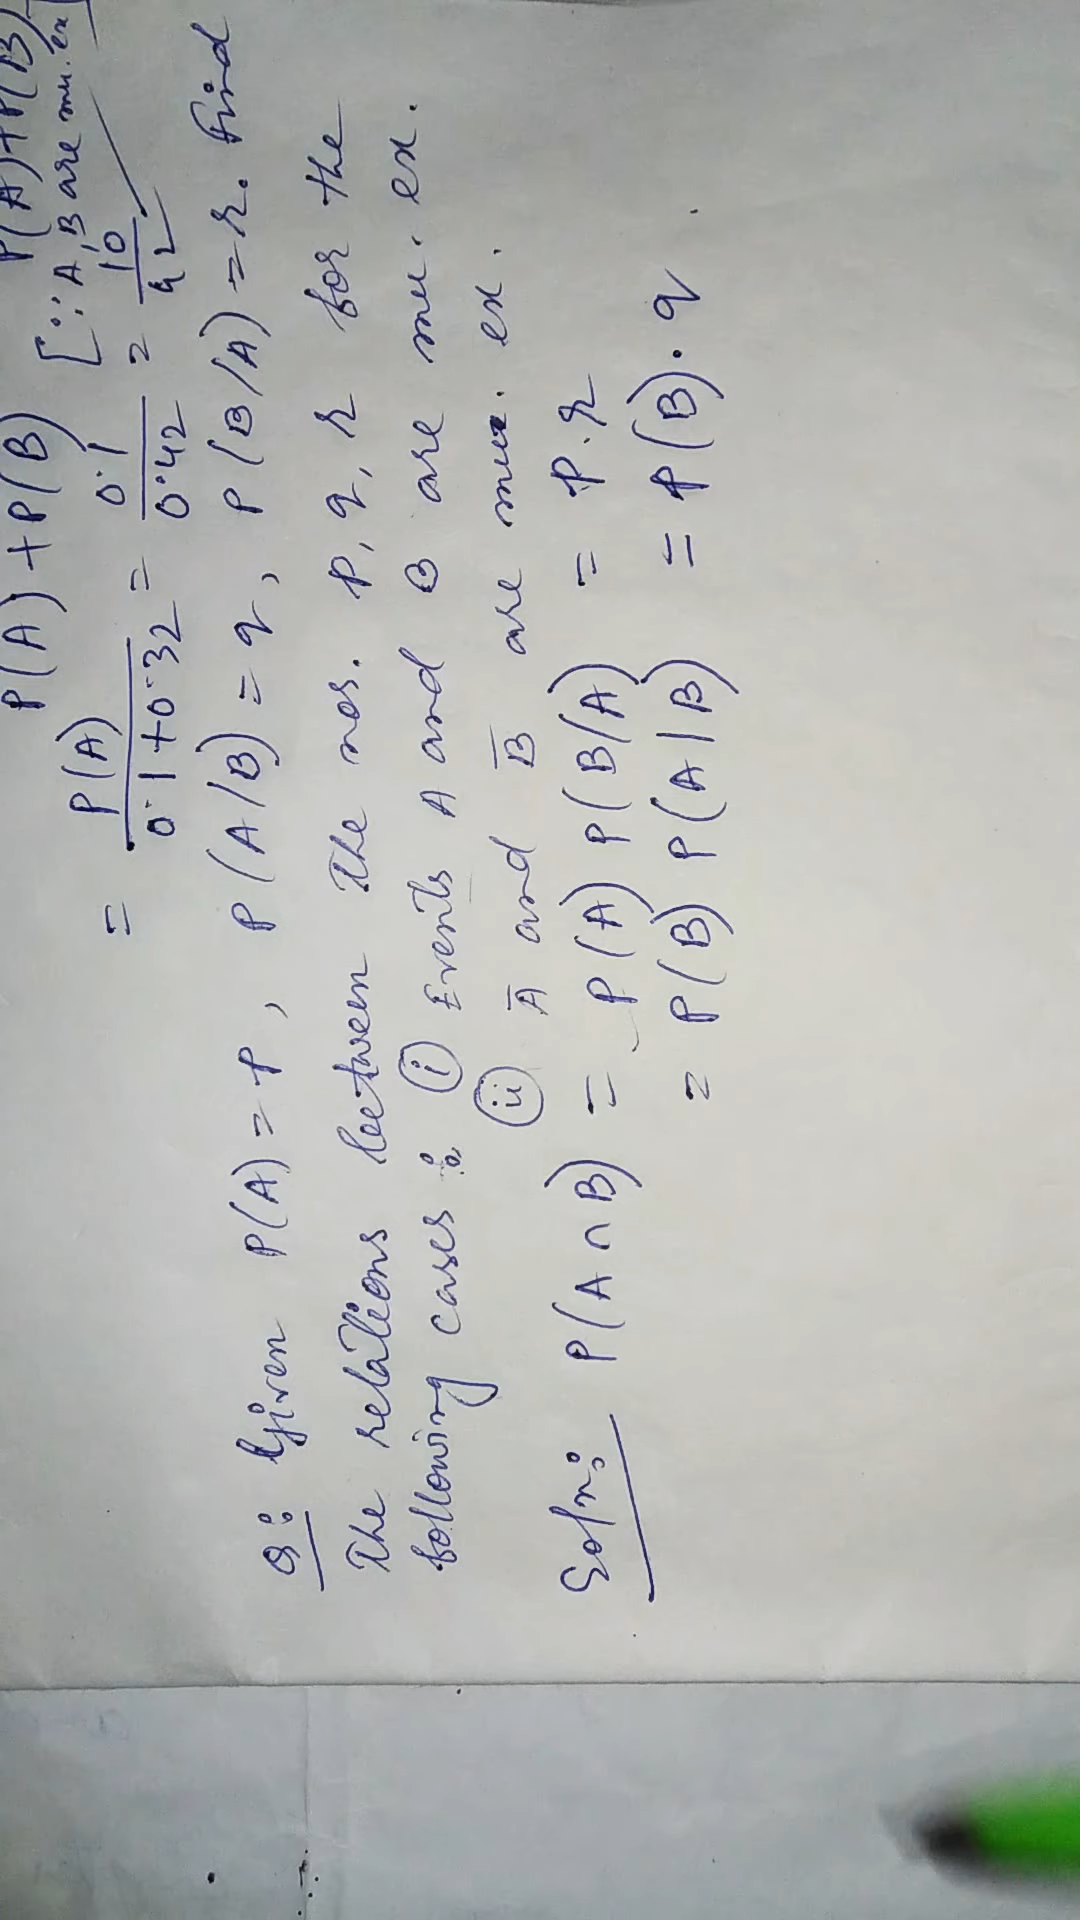 P(A)+P(B) P(A)+P(B)
= P(A) / 0.1+0.32 = 0.1 / 0.42 = 10 / 42 [∵ A,B are mu. ex]
Q: Given P(A)=p, P(A/B)=q, P(B/A)=r. Find
the relations between the nos. p, q, r for the
following cases: (i) Events A and B are mu. ex.
(ii) A̅ and B̅ are mu. ex.
Soln: P(A∩B) = P(A) P(B/A) = p.r
= P(B) P(A|B) = P(B).q